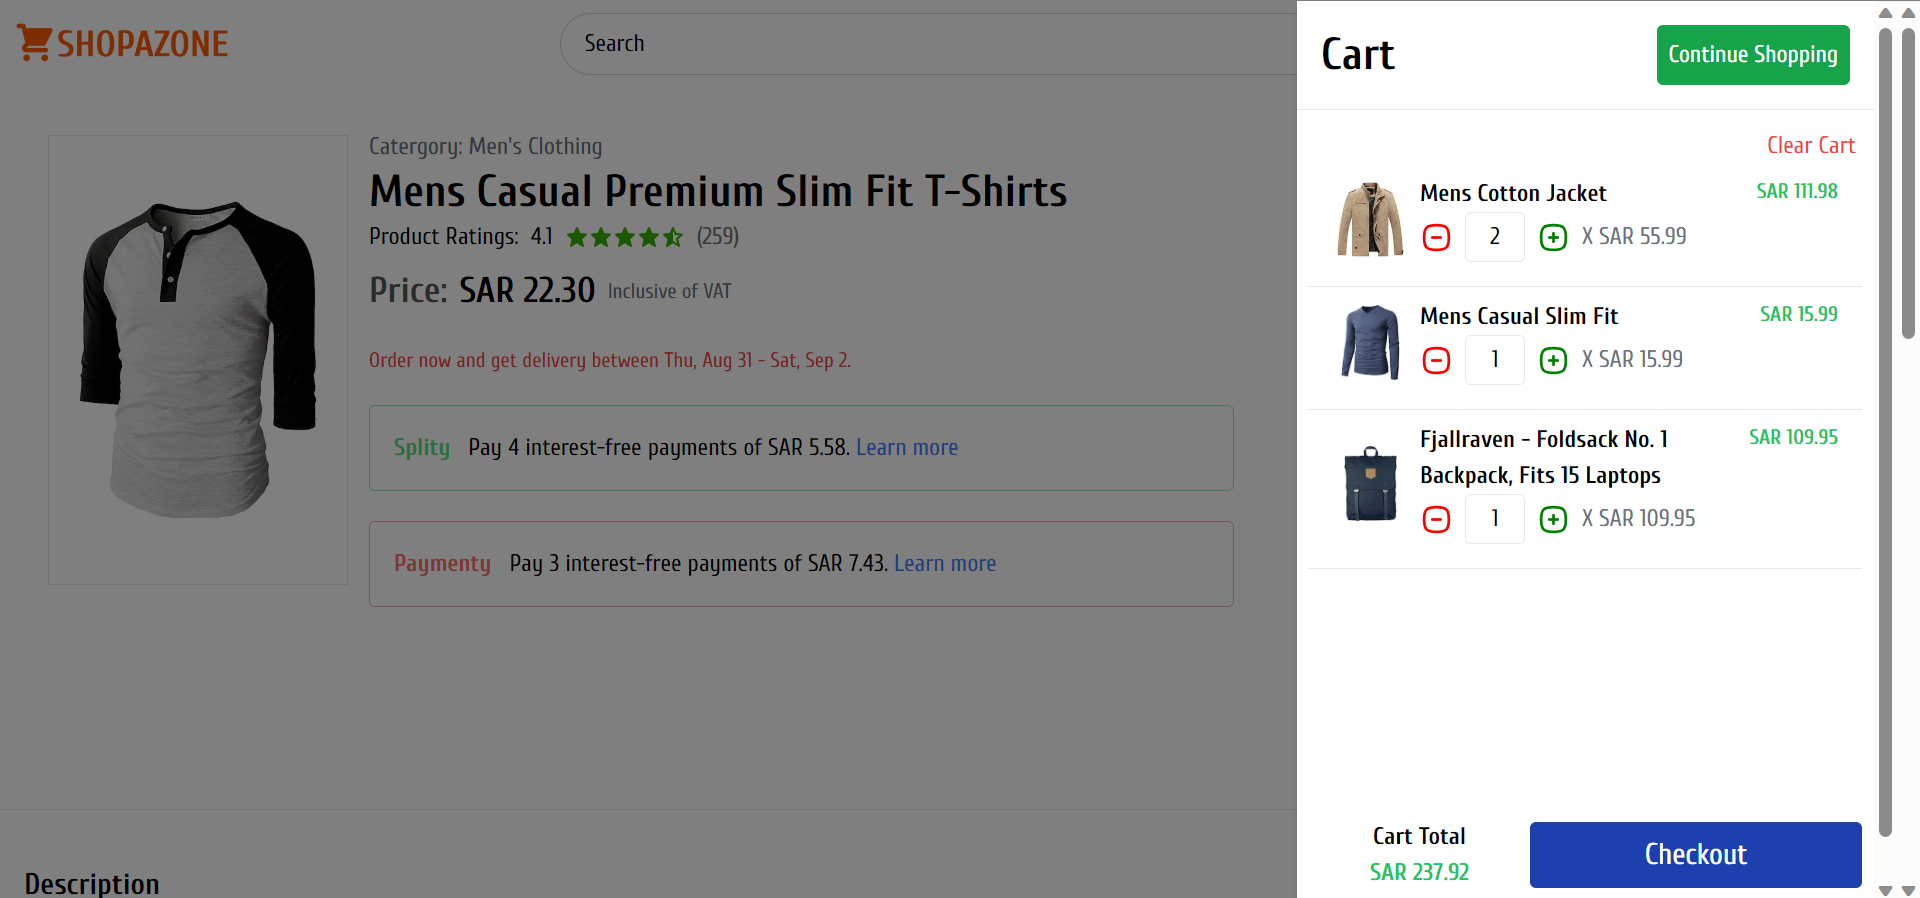 SHOPAZONE
Search
Catergory: Men's Clothing
Mens Casual Premium Slim Fit T-Shirts
Product Ratings: 4.1 (259)
Price: SAR 22.30 Inclusive of VAT
Order now and get delivery between Thu, Aug 31 - Sat, Sep 2.
Splity Pay 4 interest-free payments of SAR 5.58. Learn more
Paymenty Pay 3 interest-free payments of SAR 7.43. Learn more
Description
Cart
Continue Shopping
Clear Cart
Mens Cotton Jacket SAR 111.98
2 X SAR 55.99
Mens Casual Slim Fit SAR 15.99
1 X SAR 15.99
Fjallraven - Foldsack No. 1 SAR 109.95
Backpack, Fits 15 Laptops
1 X SAR 109.95
Cart Total
SAR 237.92
Checkout